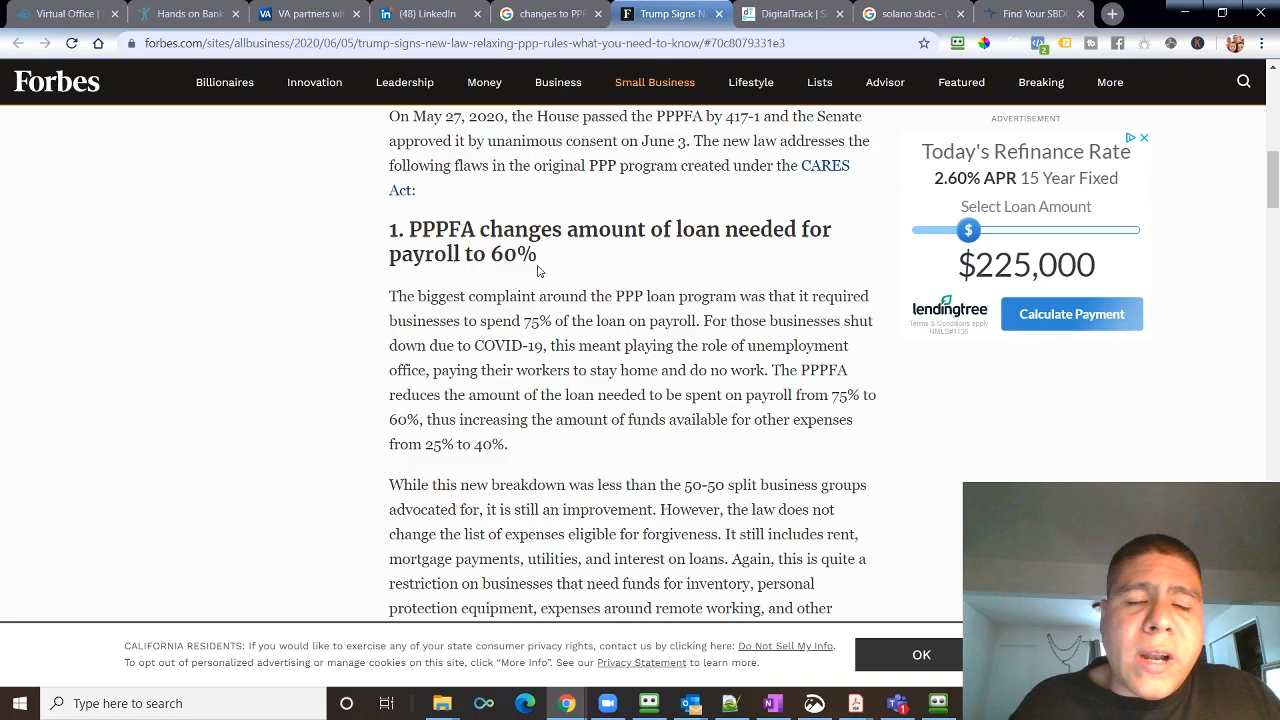 Virtual Office |
Hands on Bank
VA partners wit
(48) LinkedIn
changes to PPP
Trump Signs N
DigitalTrack | S
solano sbdc - G
Find Your SBD
forbes.com/sites/allbusiness/2020/06/05/trump-signs-new-law-relaxing-ppp-rules-what-you-need-to-know/#70c8079331e3
2
Forbes
Billionaires
Innovation
Leadership
Money
Business
Small Business
Lifestyle
Lists
Advisor
Featured
Breaking
More
On May 27, 2020, the House passed the PPPFA by 417-1 and the Senate
approved it by unanimous consent on June 3. The new law addresses the
following flaws in the original PPP program created under the CARES
Act:
1. PPPFA changes amount of loan needed for
payroll to 60%
The biggest complaint around the PPP loan program was that it required
businesses to spend 75% of the loan on payroll. For those businesses shut
down due to COVID-19, this meant playing the role of unemployment
office, paying their workers to stay home and do no work. The PPPFA
reduces the amount of the loan needed to be spent on payroll from 75% to
60%, thus increasing the amount of funds available for other expenses
from 25% to 40%.
While this new breakdown was less than the 50-50 split business groups
advocated for, it is still an improvement. However, the law does not
change the list of expenses eligible for forgiveness. It still includes rent,
mortgage payments, utilities, and interest on loans. Again, this is quite a
restriction on businesses that need funds for inventory, personal
protection equipment, expenses around remote working, and other
ADVERTISEMENT
Today's Refinance Rate
2.60% APR 15 Year Fixed
Select Loan Amount
$
$225,000
lendingtree
Terms & Conditions apply
NMLS#1136
Calculate Payment
CALIFORNIA RESIDENTS: If you would like to exercise any of your state consumer privacy rights, contact us by clicking here: Do Not Sell My Info.
To opt out of personalized advertising or manage cookies on this site, click "More Info". See our Privacy Statement to learn more.
OK
Type here to search
1